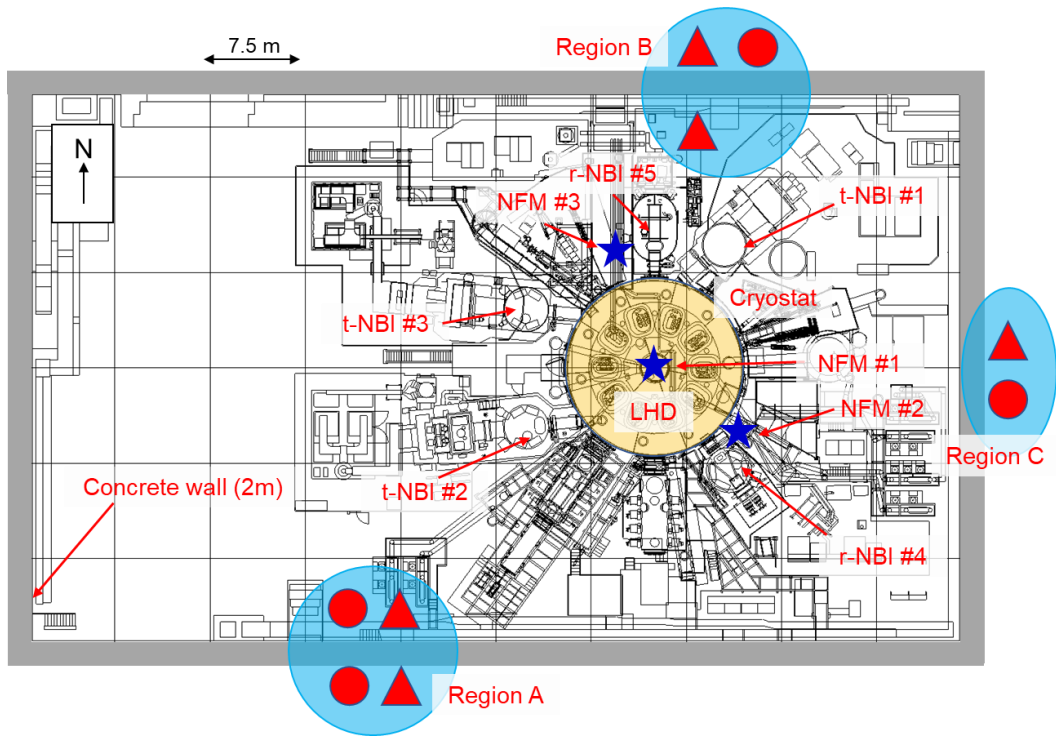 7.5 m
Region B
N
r-NBI #5
NFM #3
t-NBI #1
Cryostat
t-NBI #3
NFM #1
LHD
NFM #2
Region C
Concrete wall (2m)
t-NBI #2
r-NBI #4
Region A